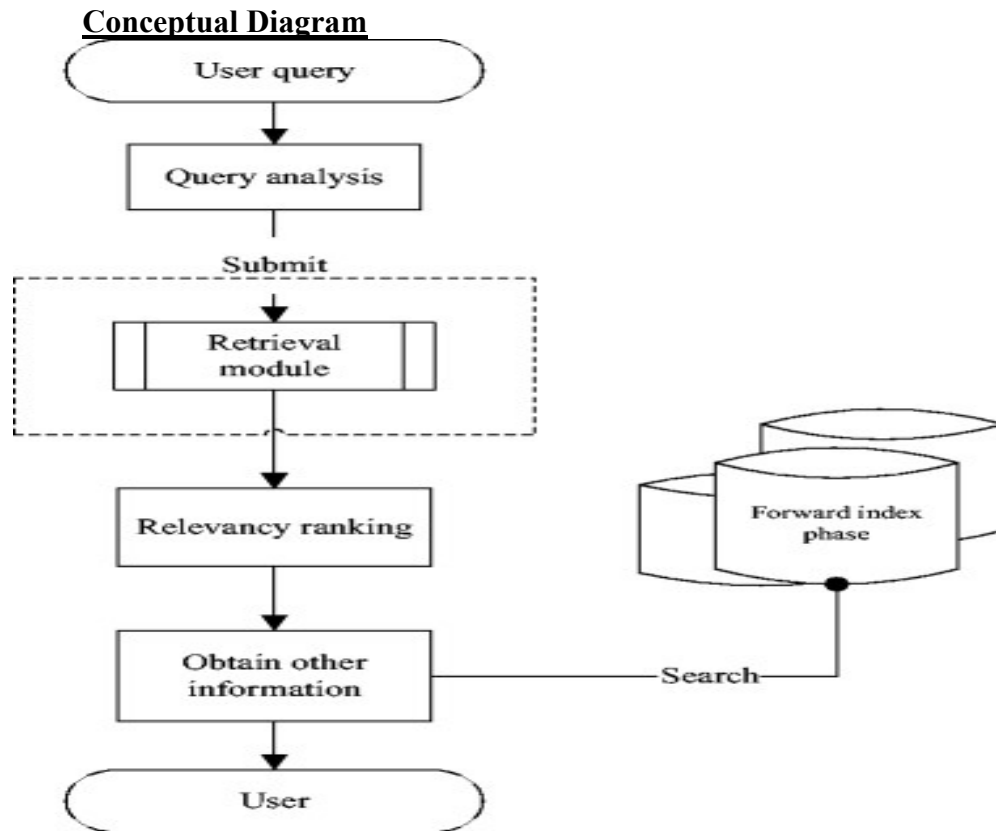 Conceptual Diagram
User query
Query analysis
Submit
Retrieval
module
Relevancy ranking
Forward index
phase
Obtain other
information
Search
User